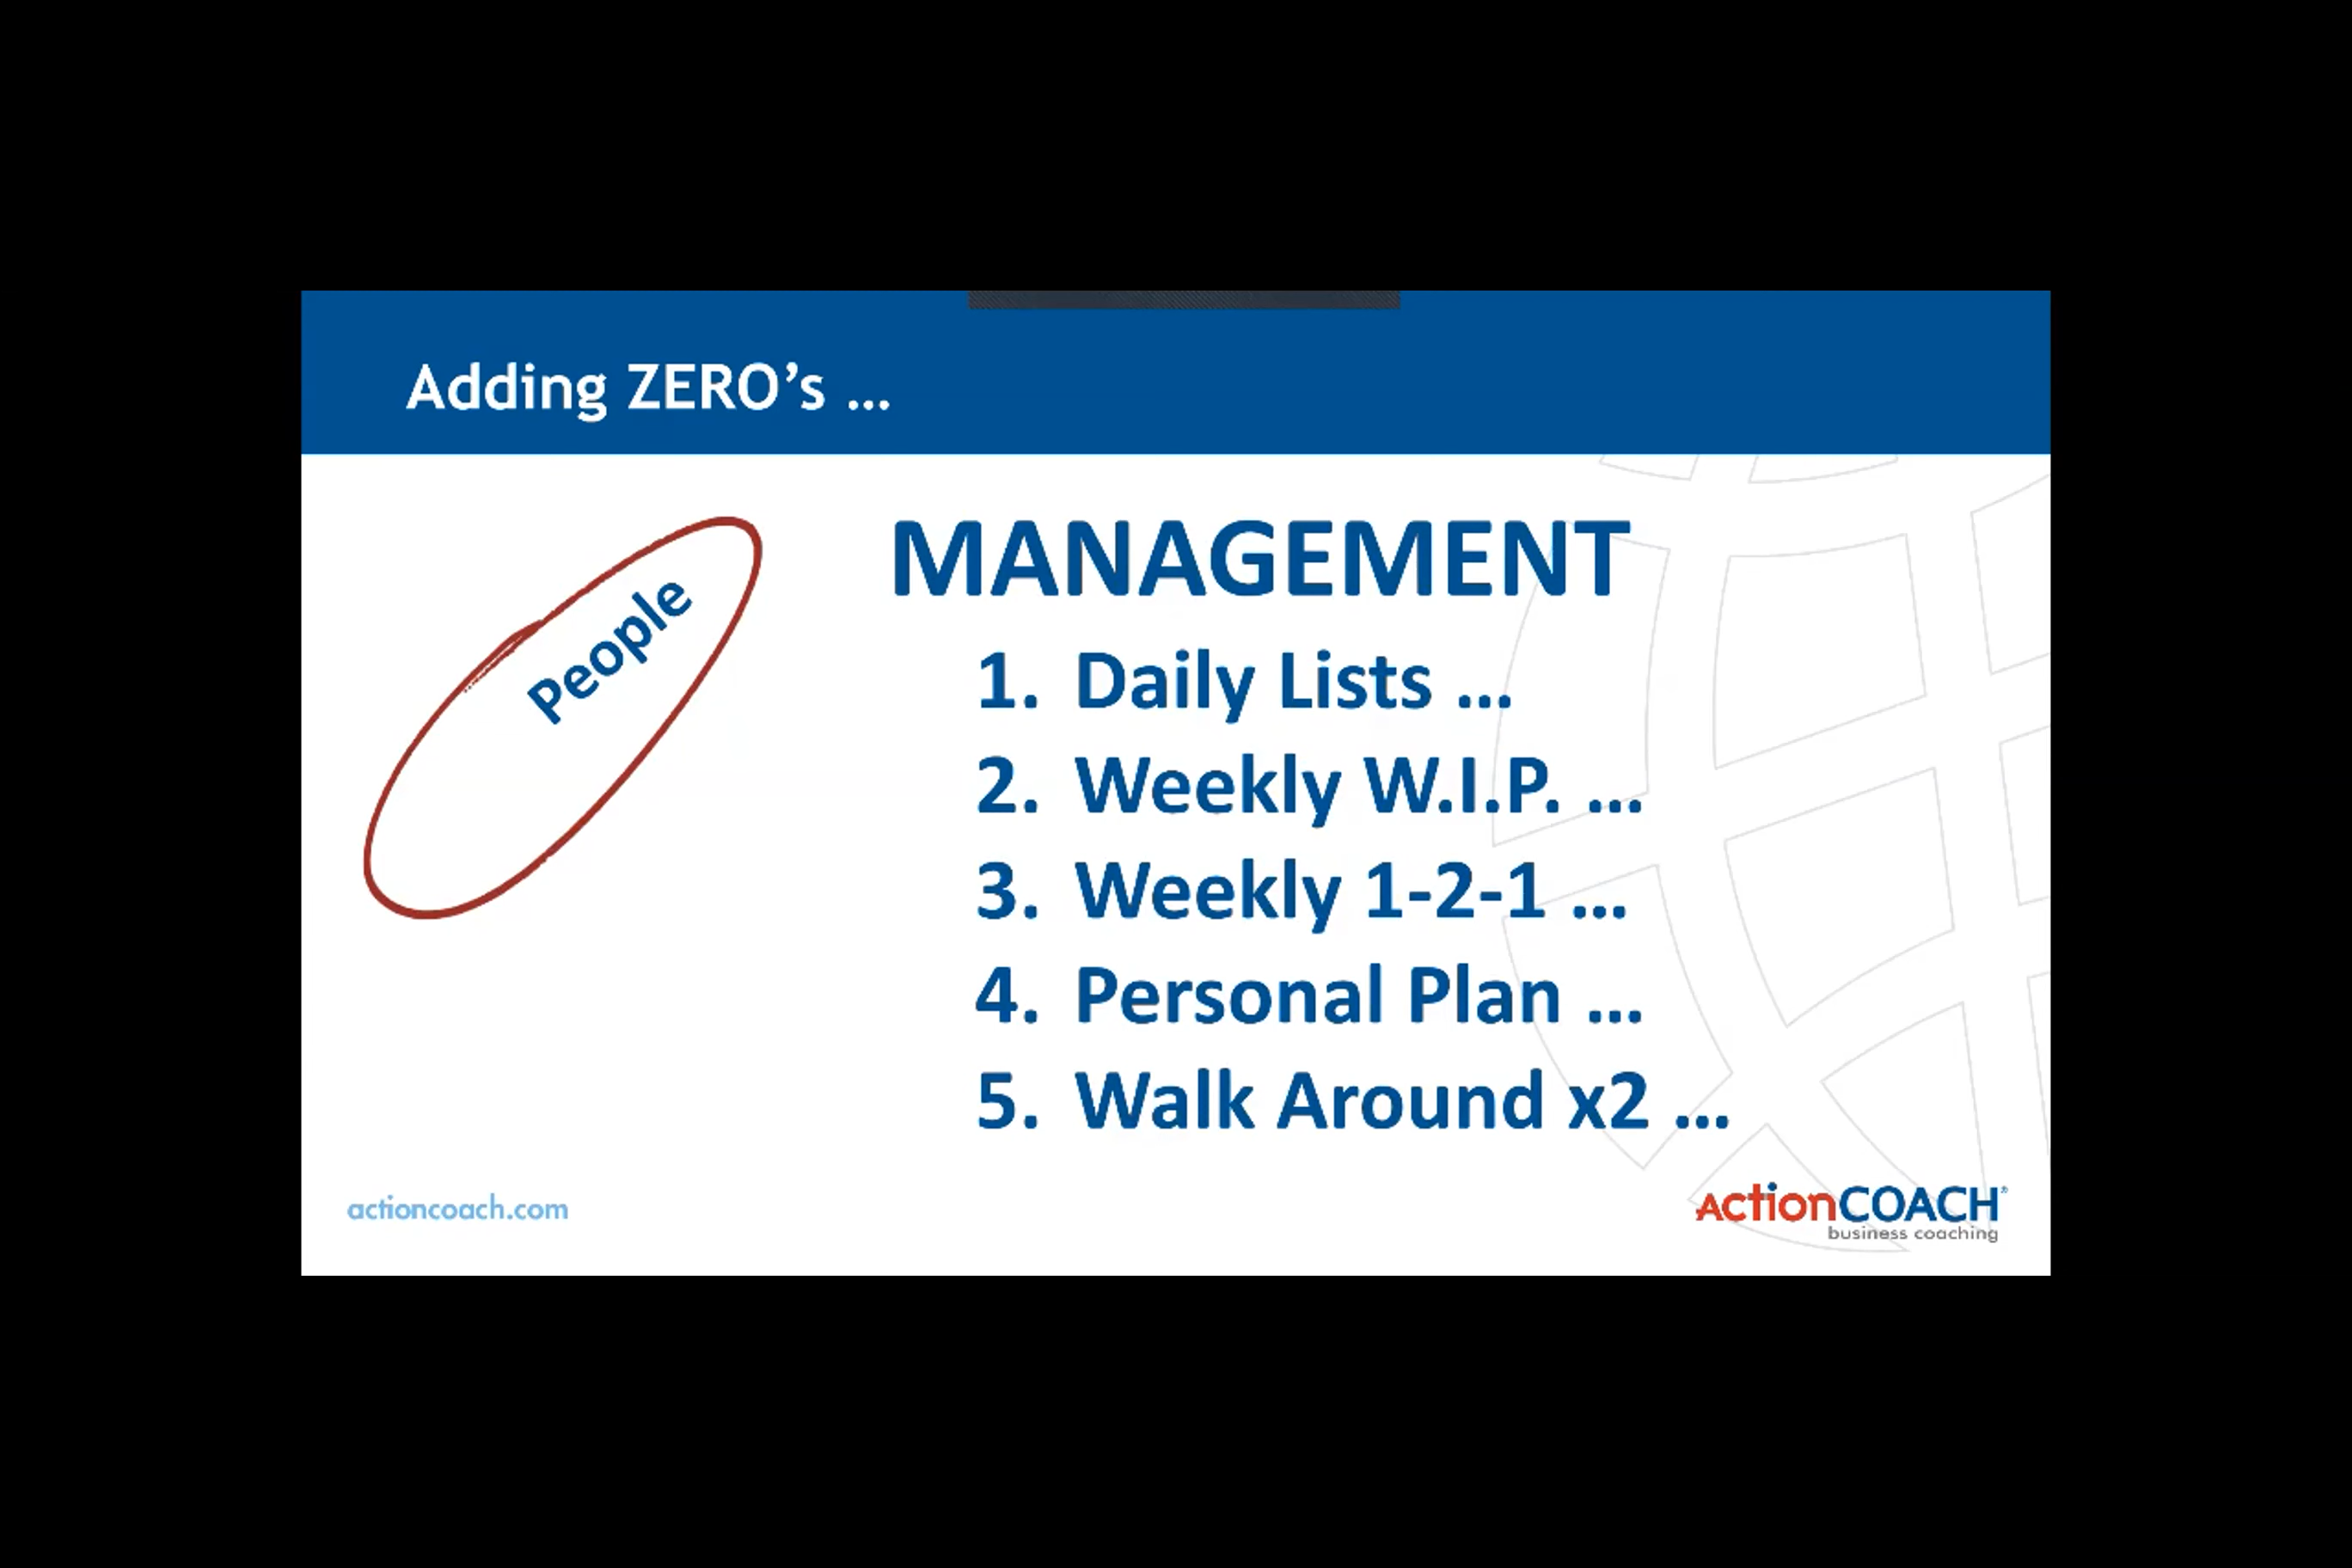 Adding ZERO’s ...
People
MANAGEMENT
1. Daily Lists ...
2. Weekly W.I.P. ...
3. Weekly 1-2-1 ...
4. Personal Plan ...
5. Walk Around x2 ...
actioncoach.com
ActionCOACH®
business coaching